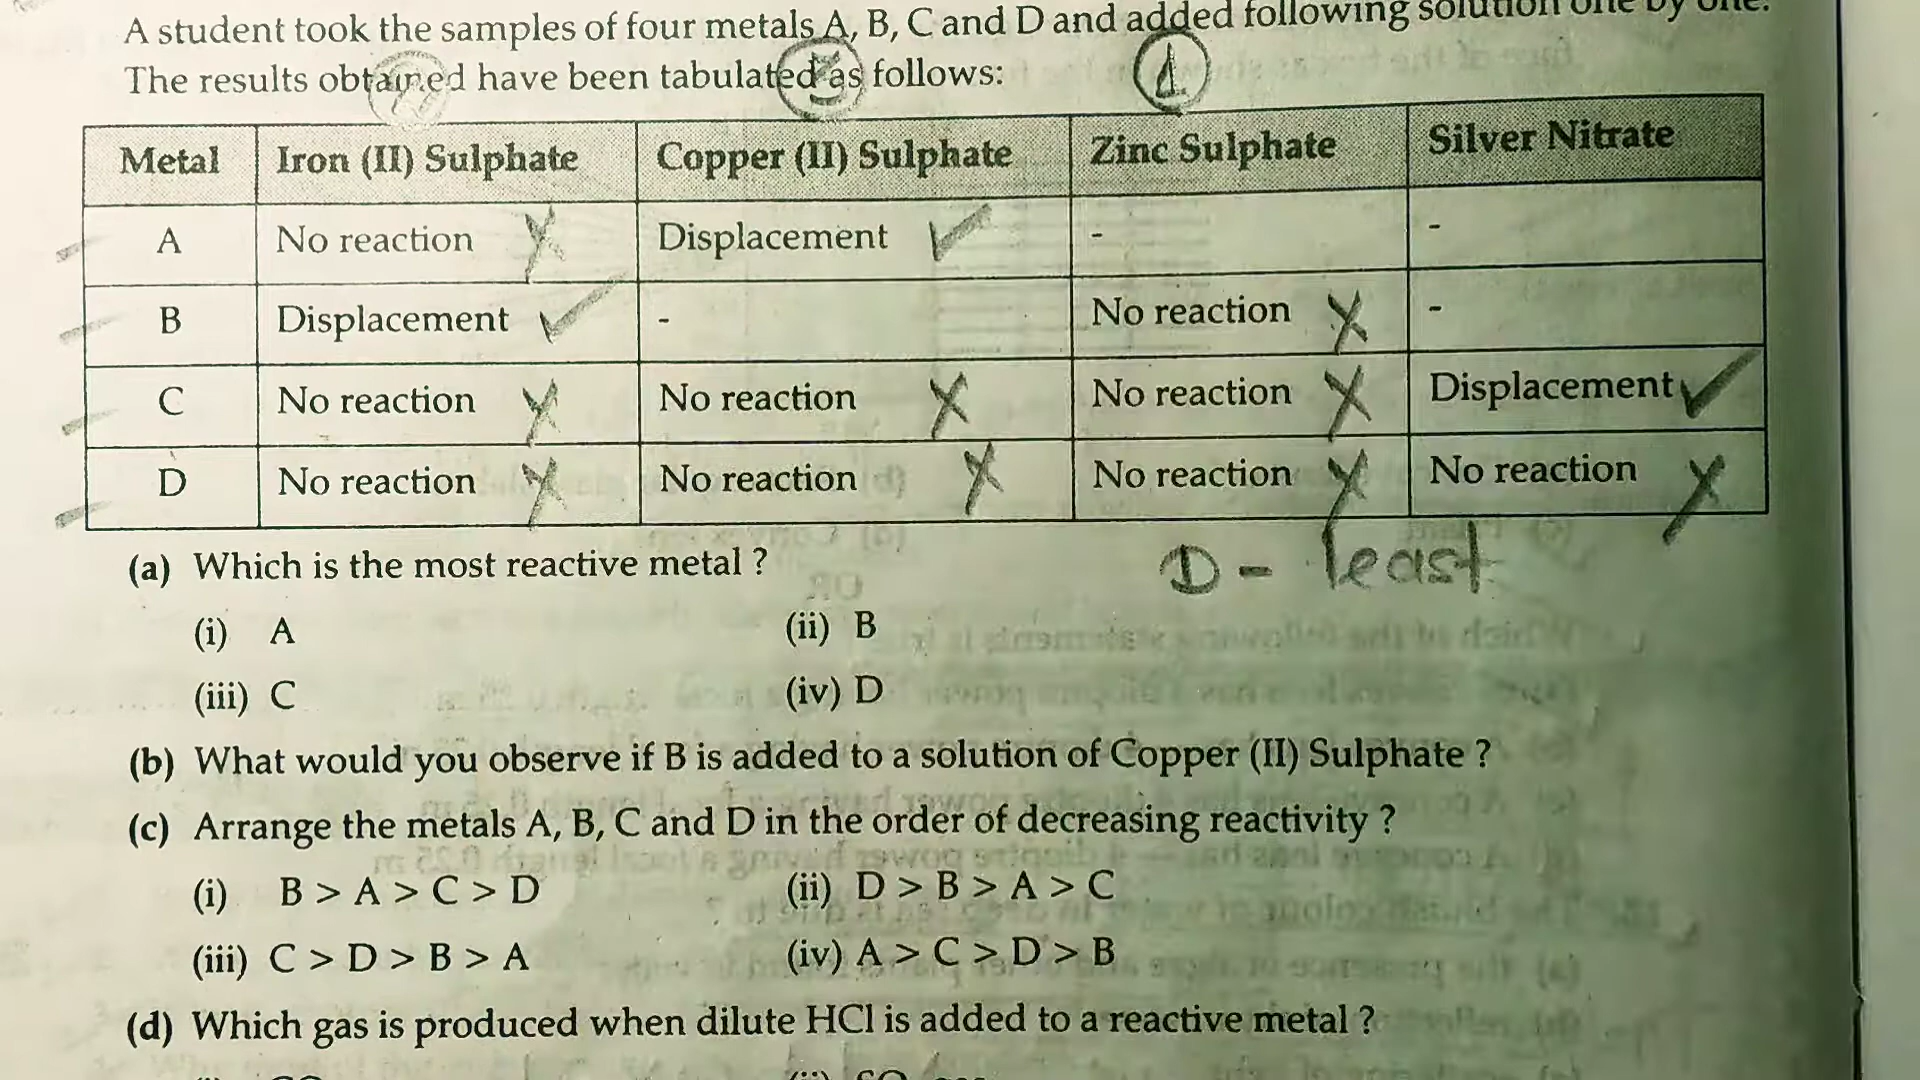 A student took the samples of four metals A, B, C and D and added following solution one by one.
The results obtained have been tabulated as follows:
Metal Iron (II) Sulphate Copper (II) Sulphate Zinc Sulphate Silver Nitrate
A No reaction Displacement - -
B Displacement - No reaction -
C No reaction No reaction No reaction Displacement
D No reaction No reaction No reaction No reaction
D - least
(a) Which is the most reactive metal ?
(i) A (ii) B
(iii) C (iv) D
(b) What would you observe if B is added to a solution of Copper (II) Sulphate ?
(c) Arrange the metals A, B, C and D in the order of decreasing reactivity ?
(i) B > A > C > D (ii) D > B > A > C
(iii) C > D > B > A (iv) A > C > D > B
(d) Which gas is produced when dilute HCl is added to a reactive metal ?